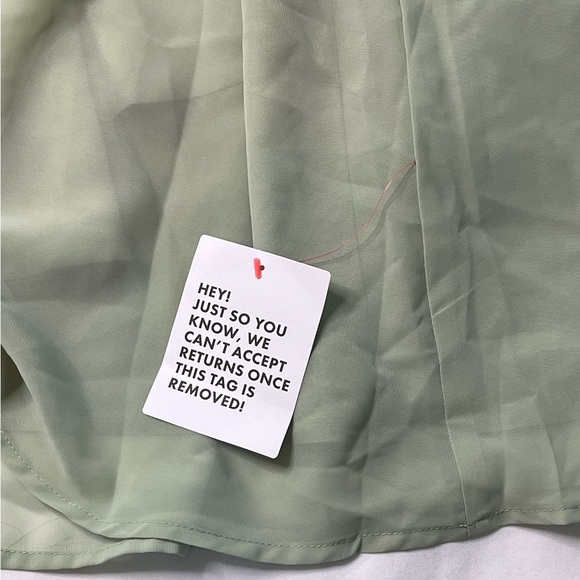 HEY!
JUST SO YOU
KNOW, WE
CAN'T ACCEPT
RETURNS ONCE
THIS TAG IS
REMOVED!